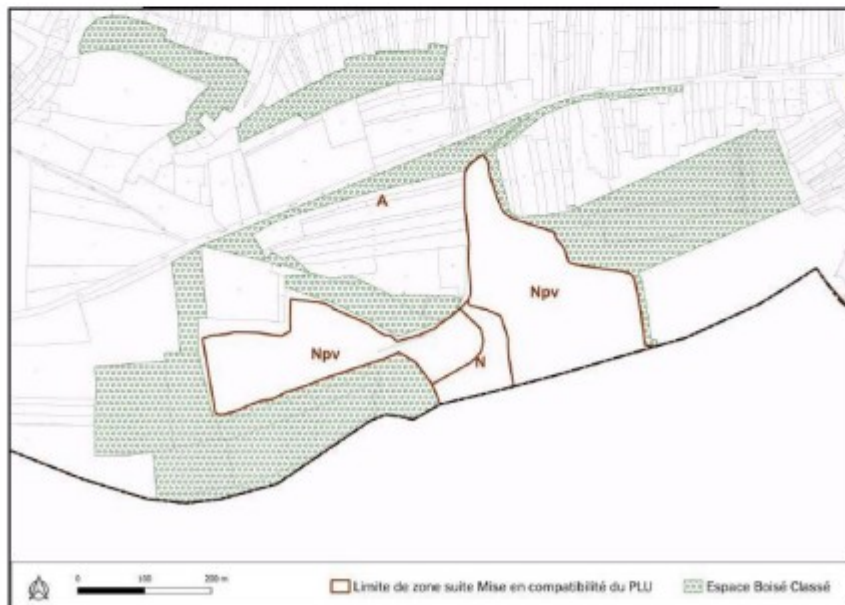 A
Npv
Npv
N
0 100 200 m
Limite de zone suite Mise en compatibilité du PLU
Espace Boisé Classé